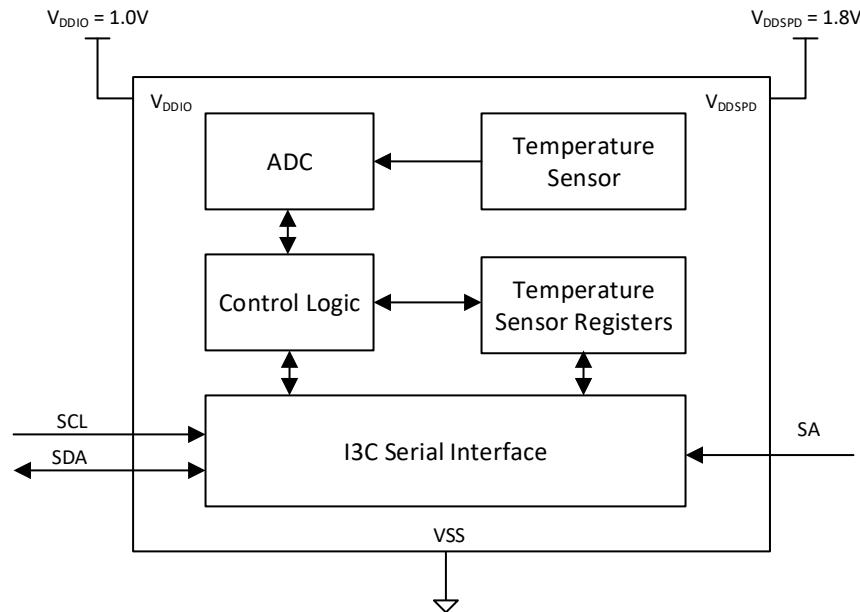 VDDIO = 1.0V
VDDSPD = 1.8V
VDDIO
VDDSPD
ADC
Temperature
Sensor
Control Logic
Temperature
Sensor Registers
SCL
SDA
I3C Serial Interface
SA
VSS